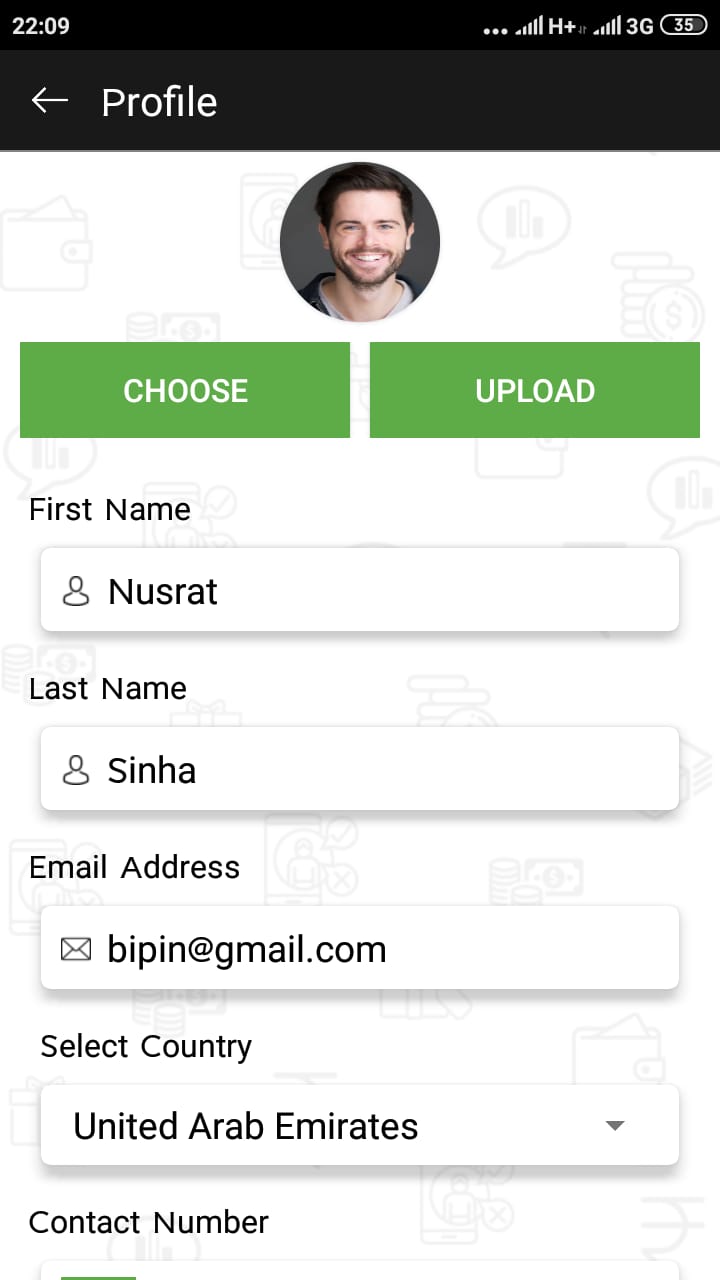 22:09 ... H+ 3G 35
Profile
CHOOSE UPLOAD
First Name
Nusrat
Last Name
Sinha
Email Address
bipin@gmail.com
Select Country
United Arab Emirates
Contact Number